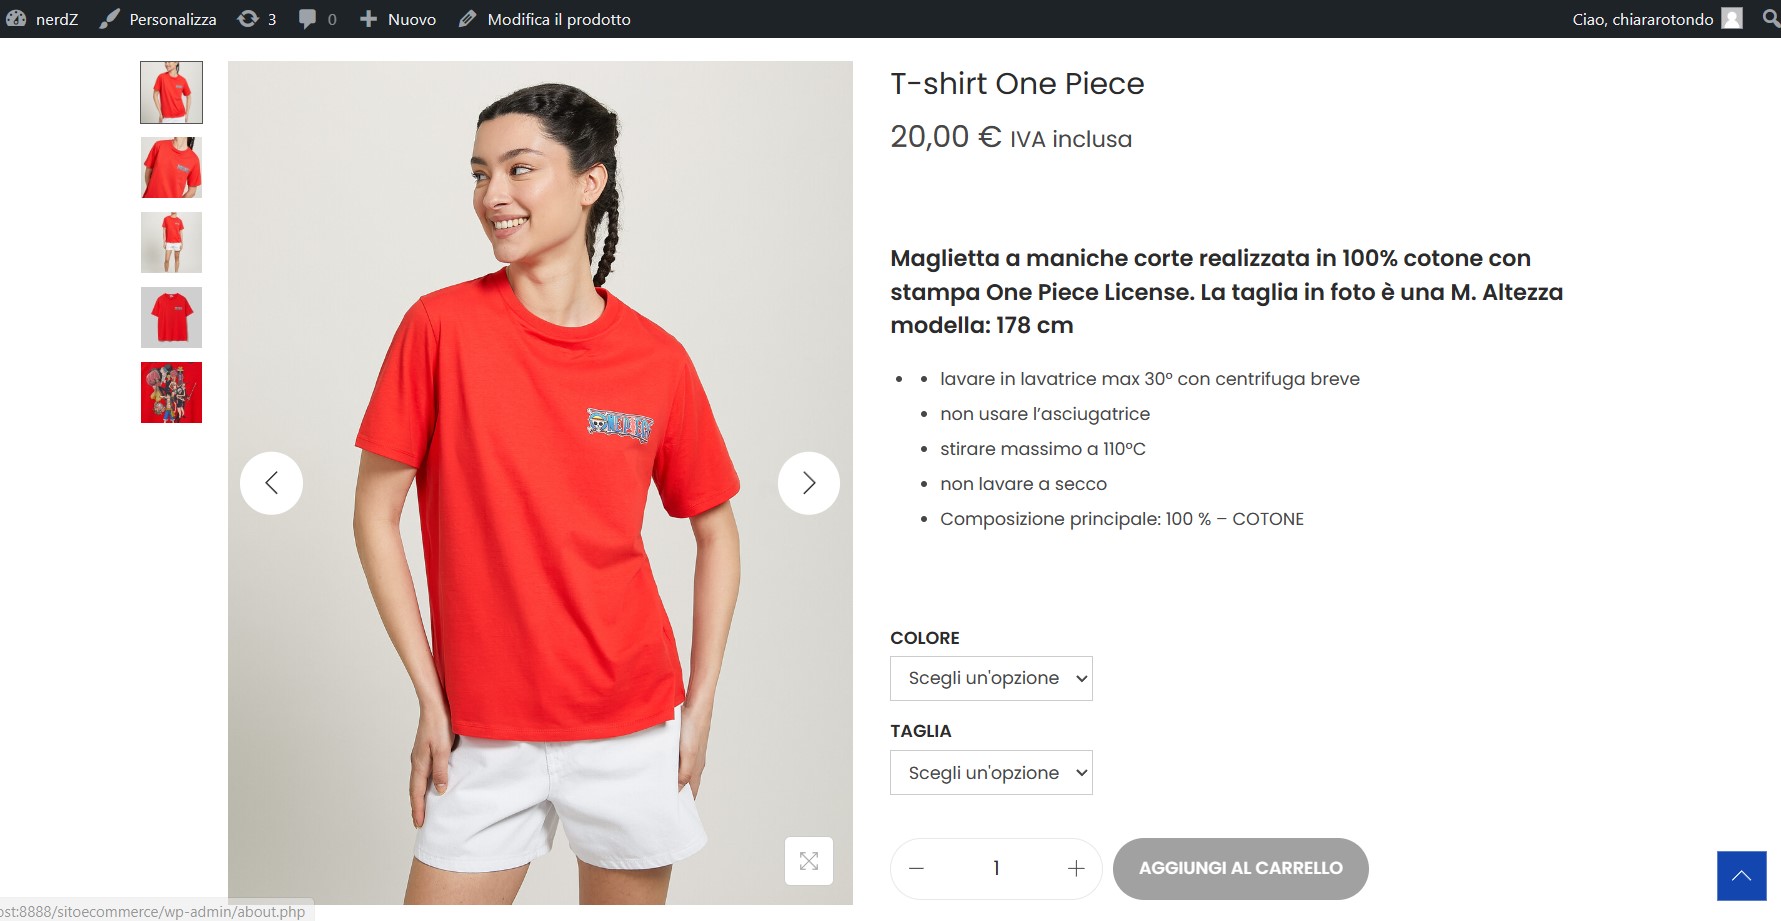 nerdZ Personalizza 3 0 Nuovo Modifica il prodotto Ciao, chiararotondo
T-shirt One Piece
20,00 € IVA inclusa
Maglietta a maniche corte realizzata in 100% cotone con
stampa One Piece License. La taglia in foto è una M. Altezza
modella: 178 cm
lavare in lavatrice max 30° con centrifuga breve
non usare l’asciugatrice
stirare massimo a 110°C
non lavare a secco
Composizione principale: 100 % – COTONE
ONE PIECE
COLORE
Scegli un'opzione
TAGLIA
Scegli un'opzione
1
AGGIUNGI AL CARRELLO
ost:8888/sitoecommerce/wp-admin/about.php